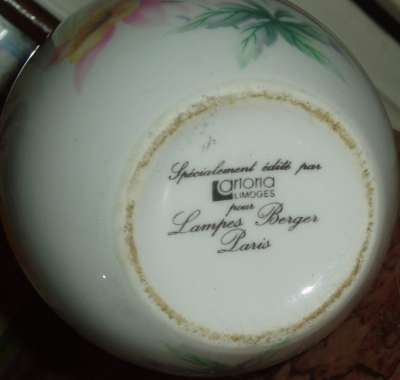 Spécialement édité par
artoria
LIMOGES
pour
Lampes Berger
Paris